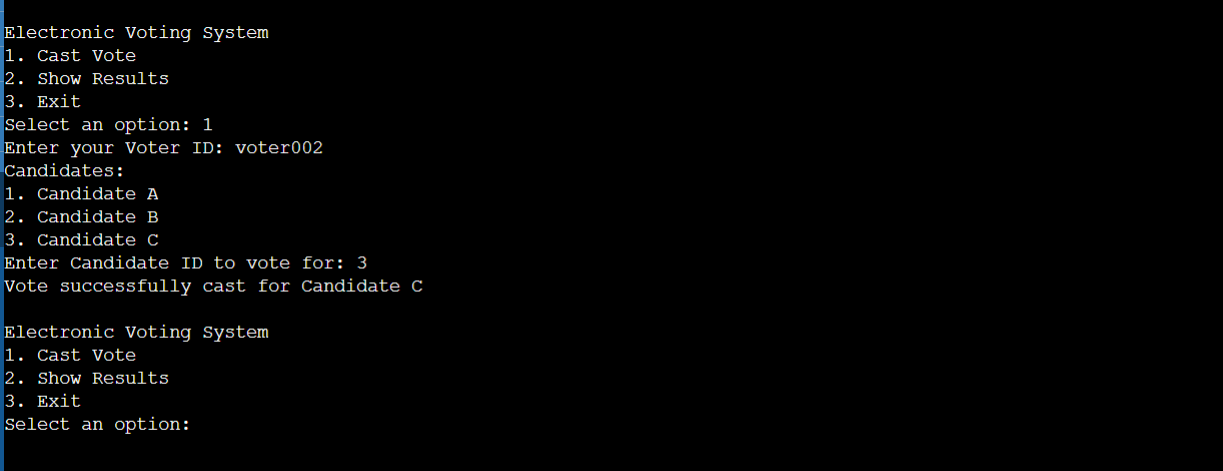 Electronic Voting System
1. Cast Vote
2. Show Results
3. Exit
Select an option: 1
Enter your Voter ID: voter002
Candidates:
1. Candidate A
2. Candidate B
3. Candidate C
Enter Candidate ID to vote for: 3
Vote successfully cast for Candidate C
Electronic Voting System
1. Cast Vote
2. Show Results
3. Exit
Select an option: